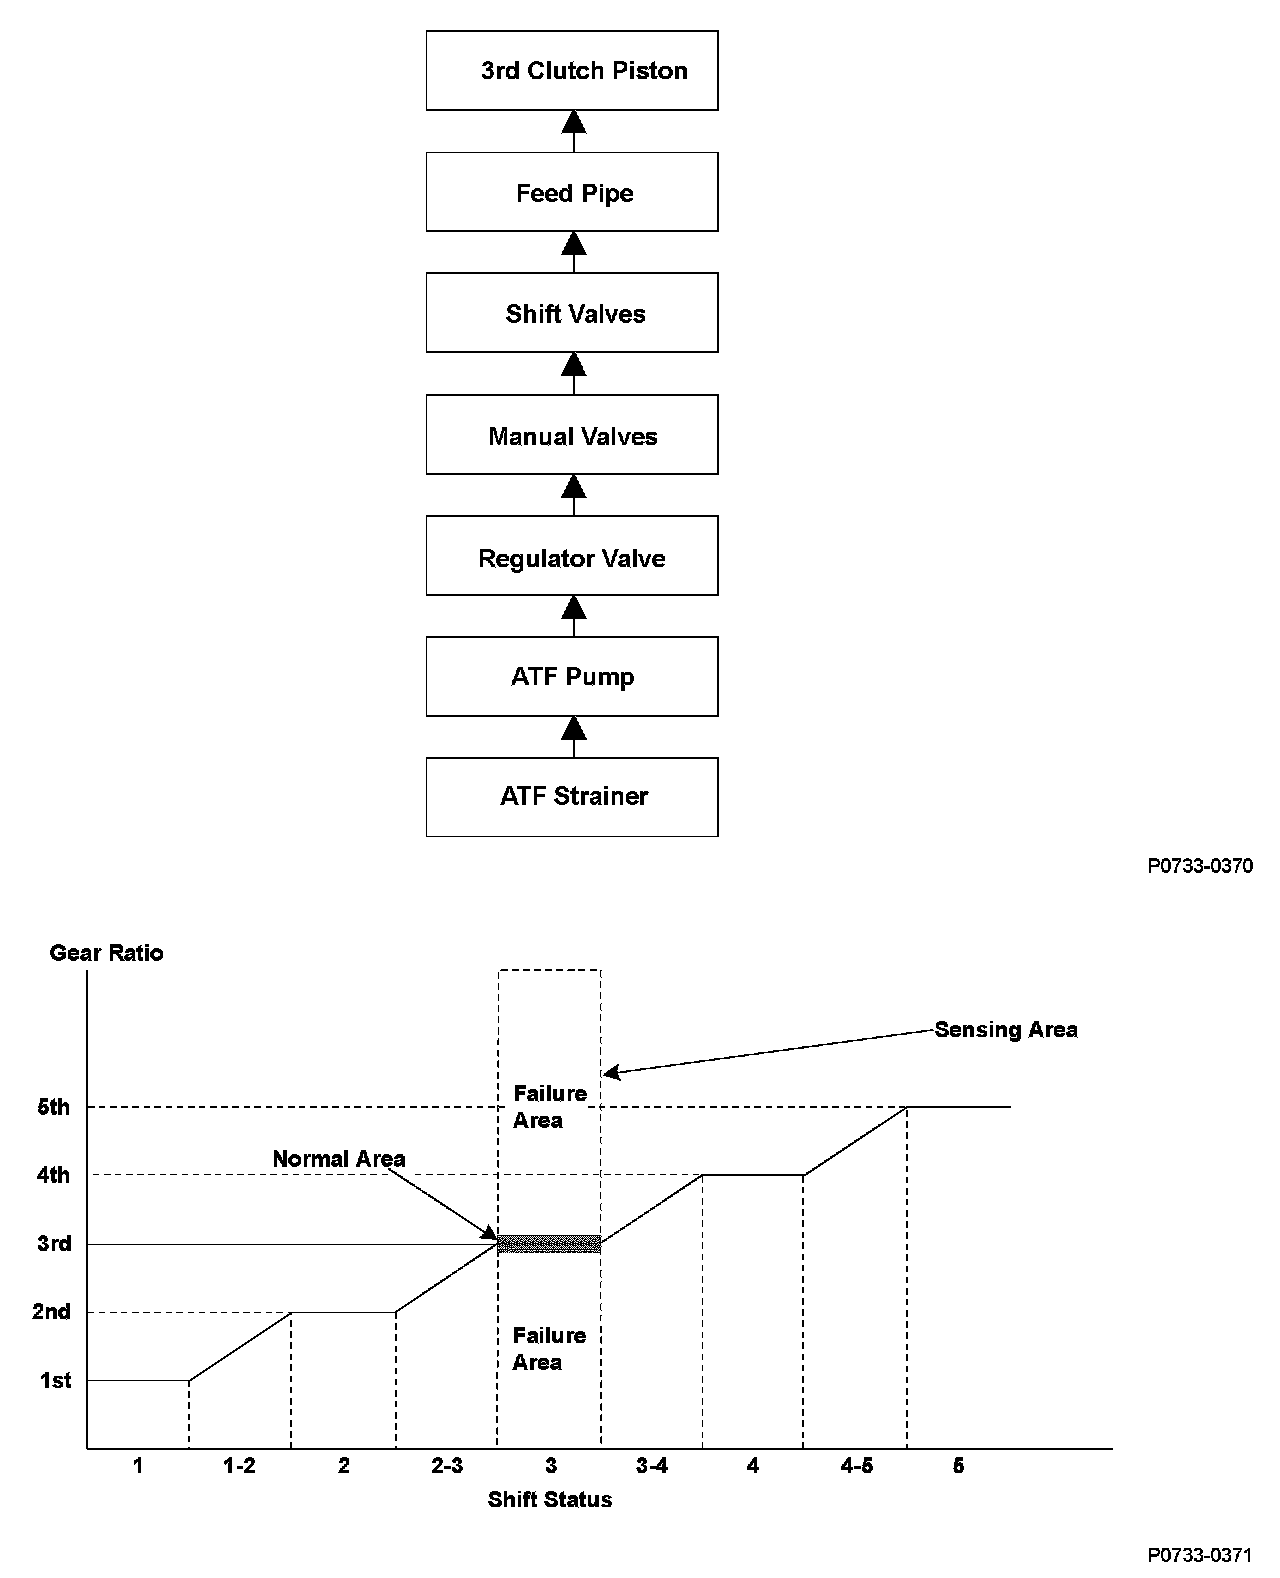 3rd Clutch Piston
Feed Pipe
Shift Valves
Manual Valves
Regulator Valve
ATF Pump
ATF Strainer
P0733-0370
Gear Ratio
Sensing Area
Failure
Area
5th
Normal Area
4th
3rd
2nd
Failure
Area
1st
1
1-2
2
2-3
3
3-4
4
4-5
5
Shift Status
P0733-0371